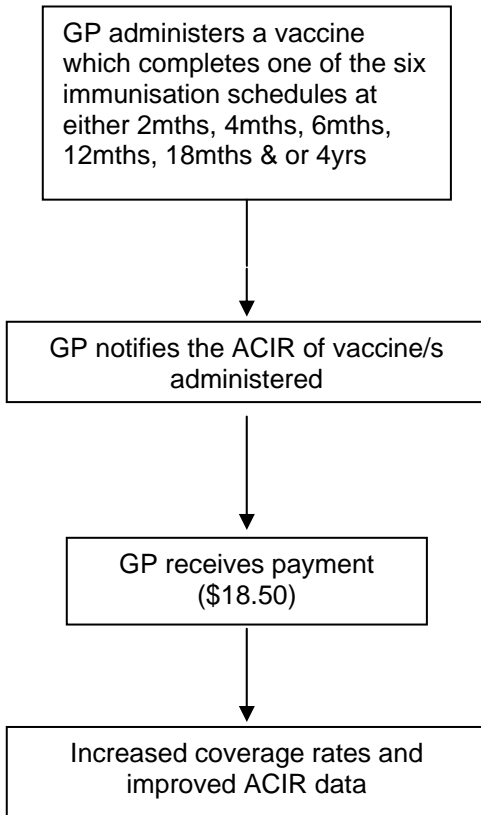 GP administers a vaccine
which completes one of the six
immunisation schedules at
either 2mths, 4mths, 6mths,
12mths, 18mths & or 4yrs
GP notifies the ACIR of vaccine/s
administered
GP receives payment
($18.50)
Increased coverage rates and
improved ACIR data